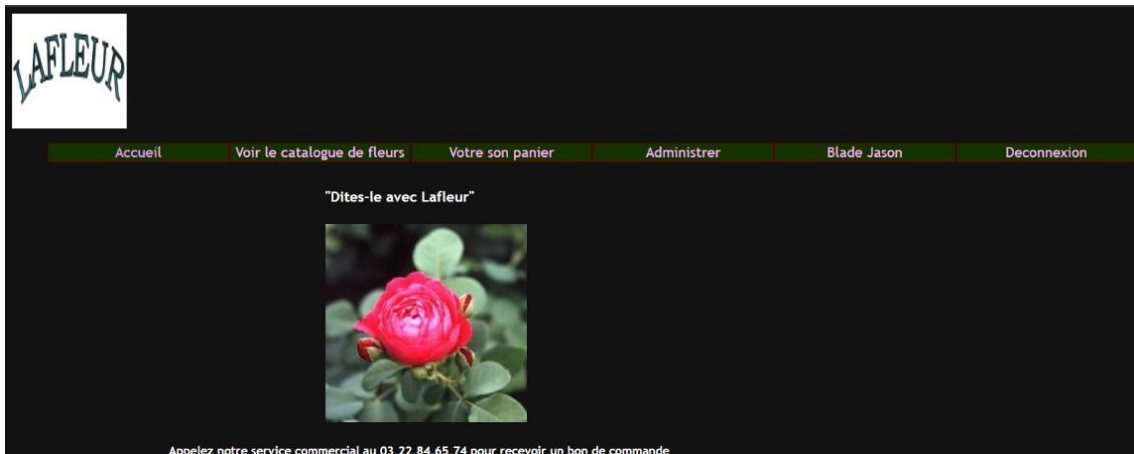 LAFLEUR
Accueil Voir le catalogue de fleurs Votre son panier Administrer Blade Jason Deconnexion
"Dites-le avec Lafleur"
Appelez notre service commercial au 03.22.84.65.74 pour recevoir un bon de commande